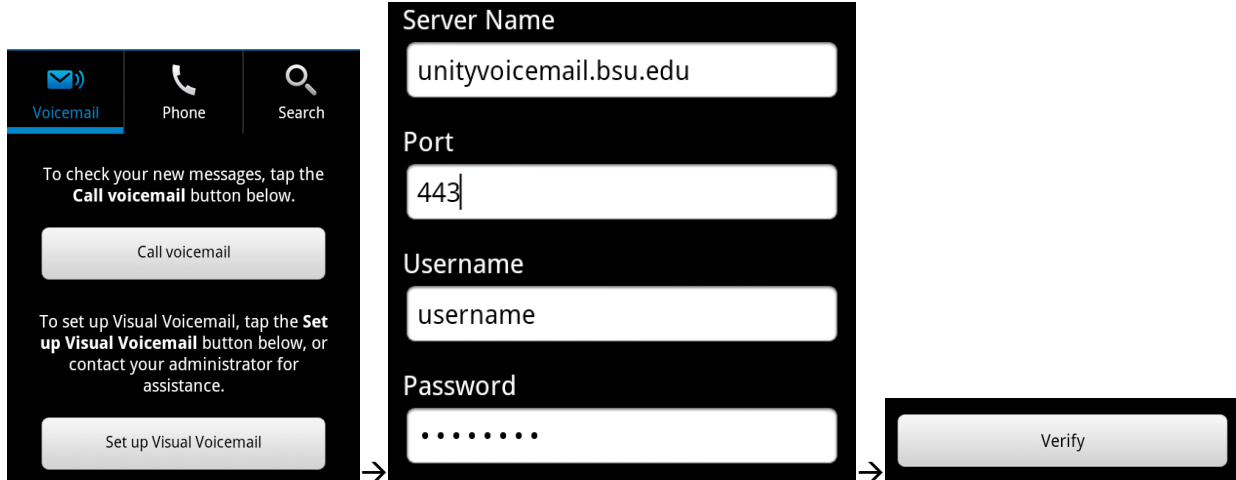 Voicemail
Phone
Search
To check your new messages, tap the
Call voicemail button below.
Call voicemail
To set up Visual Voicemail, tap the Set
up Visual Voicemail button below, or
contact your administrator for
assistance.
Set up Visual Voicemail
→
Server Name
unityvoicemail.bsu.edu
Port
443
Username
username
Password
••••••••
→
Verify